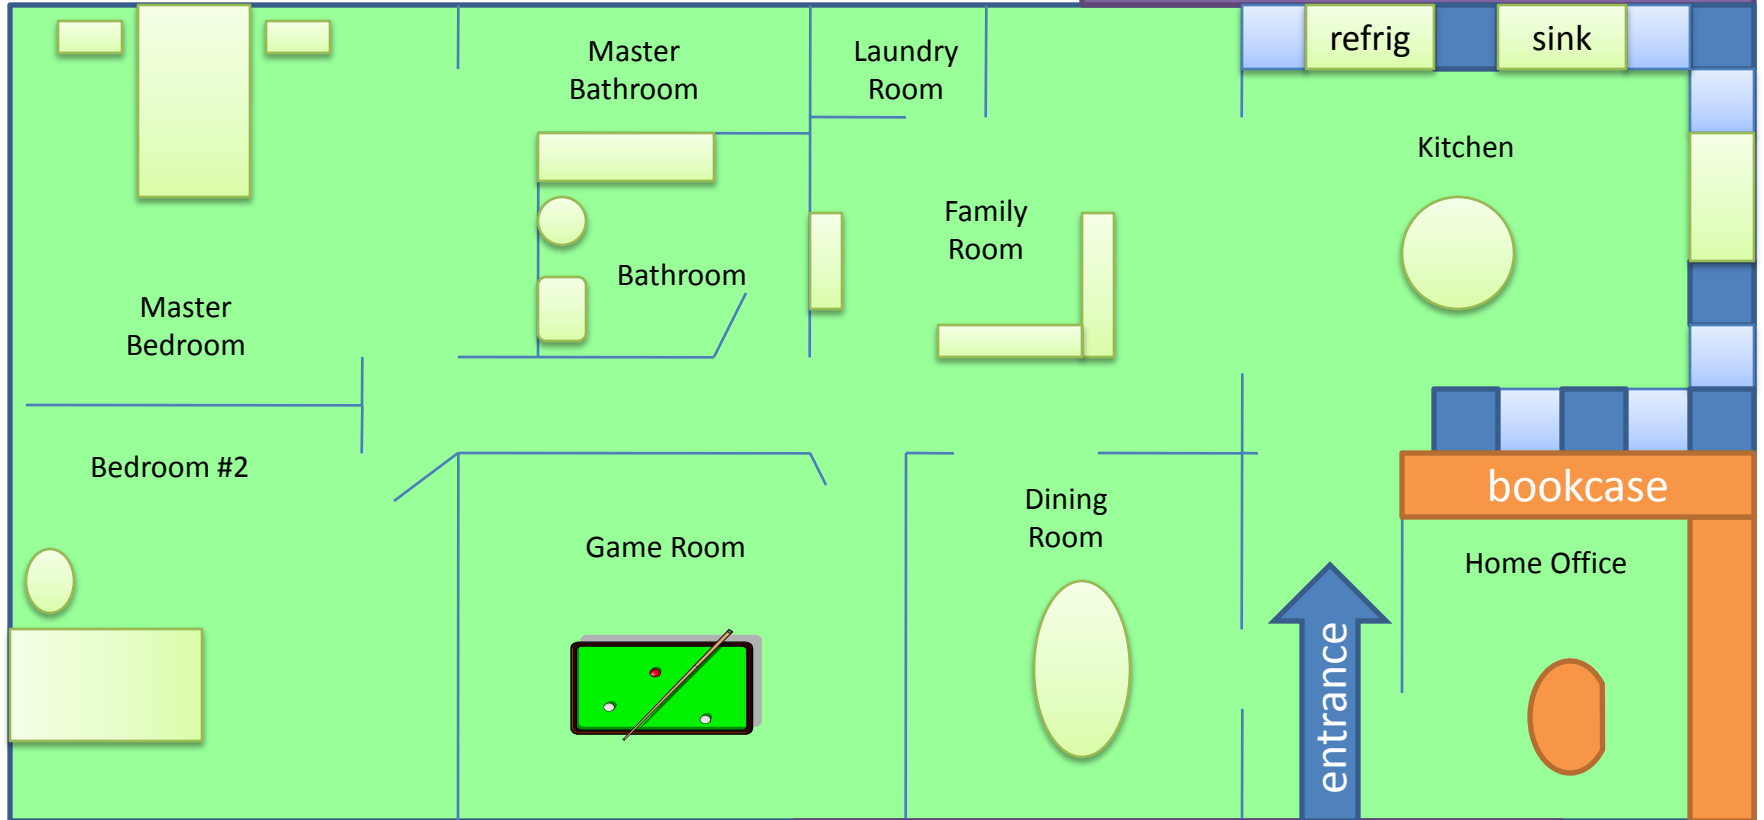 Master
Bathroom
Laundry
Room
refrig
sink
Kitchen
Family
Room
Bathroom
Master
Bedroom
Bedroom #2
bookcase
Dining
Room
Game Room
Home Office
entrance